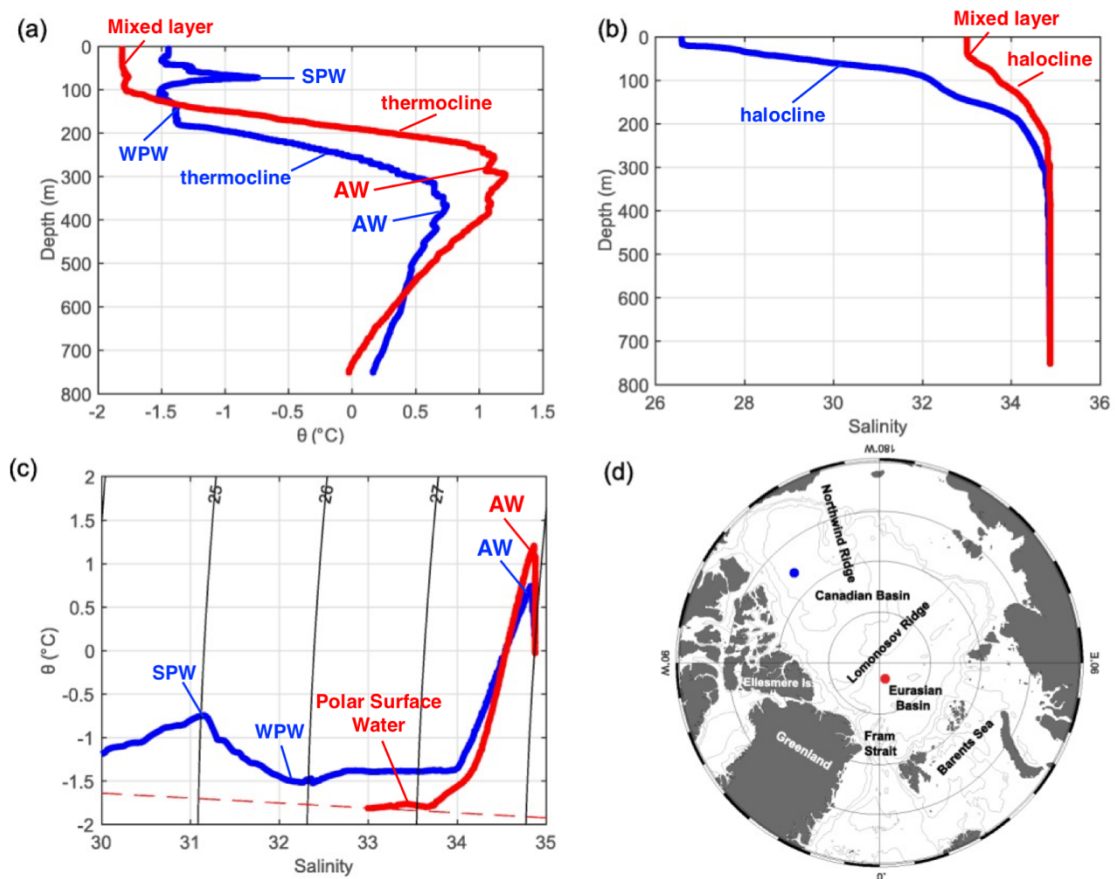 (a)
Mixed layer
SPW
thermocline
WPW
thermocline
AW
AW
0
100
200
300
400
500
600
700
800
Depth (m)
-2
-1.5
-1
-0.5
0
0.5
1
1.5
θ (°C)
(b)
Mixed layer
halocline
halocline
0
100
200
300
400
500
600
700
800
Depth (m)
26
28
30
32
34
36
Salinity
(c)
25
26
27
AW
AW
SPW
WPW
Polar Surface
Water
2
1.5
1
0.5
0
-0.5
-1
-1.5
-2
θ (°C)
30
31
32
33
34
35
Salinity
(d)
180°W
Northwind Ridge
Canadian Basin
Lomonosov Ridge
90°W
90°E
Ellesmere Is.
Eurasian
Basin
Fram
Strait
Greenland
Barents Sea
0°